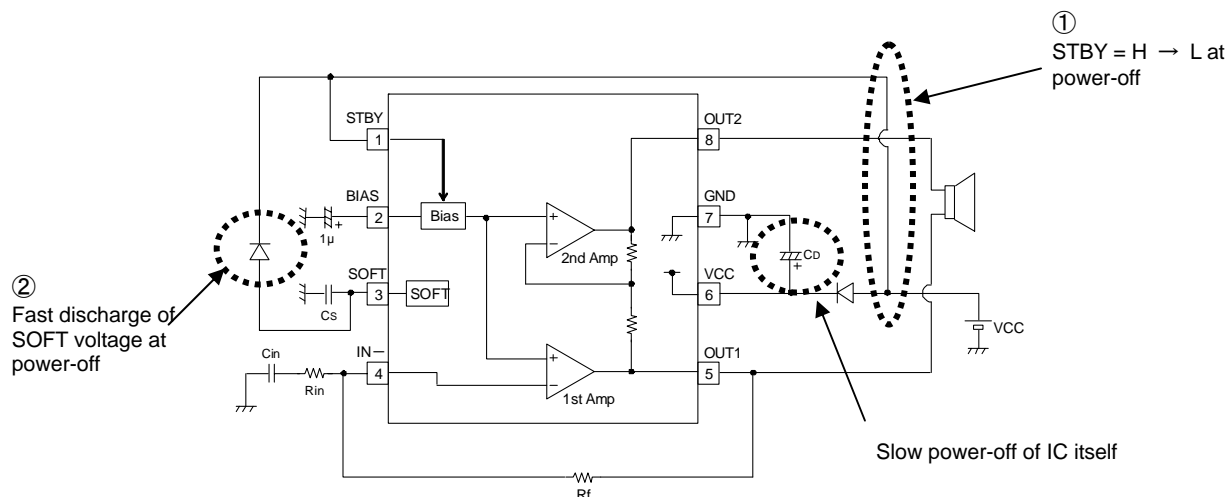 ①
STBY = H → L at
power-off
STBY
1
OUT2
8
BIAS
2
1μ
+
Bias
GND
7
+
−
2nd Amp
CD
+
②
Fast discharge of
SOFT voltage at
power-off
SOFT
3
SOFT
Cs
VCC
6
VCC
IN−
4
Cin
Rin
+
−
1st Amp
OUT1
5
Slow power-off of IC itself
Rf